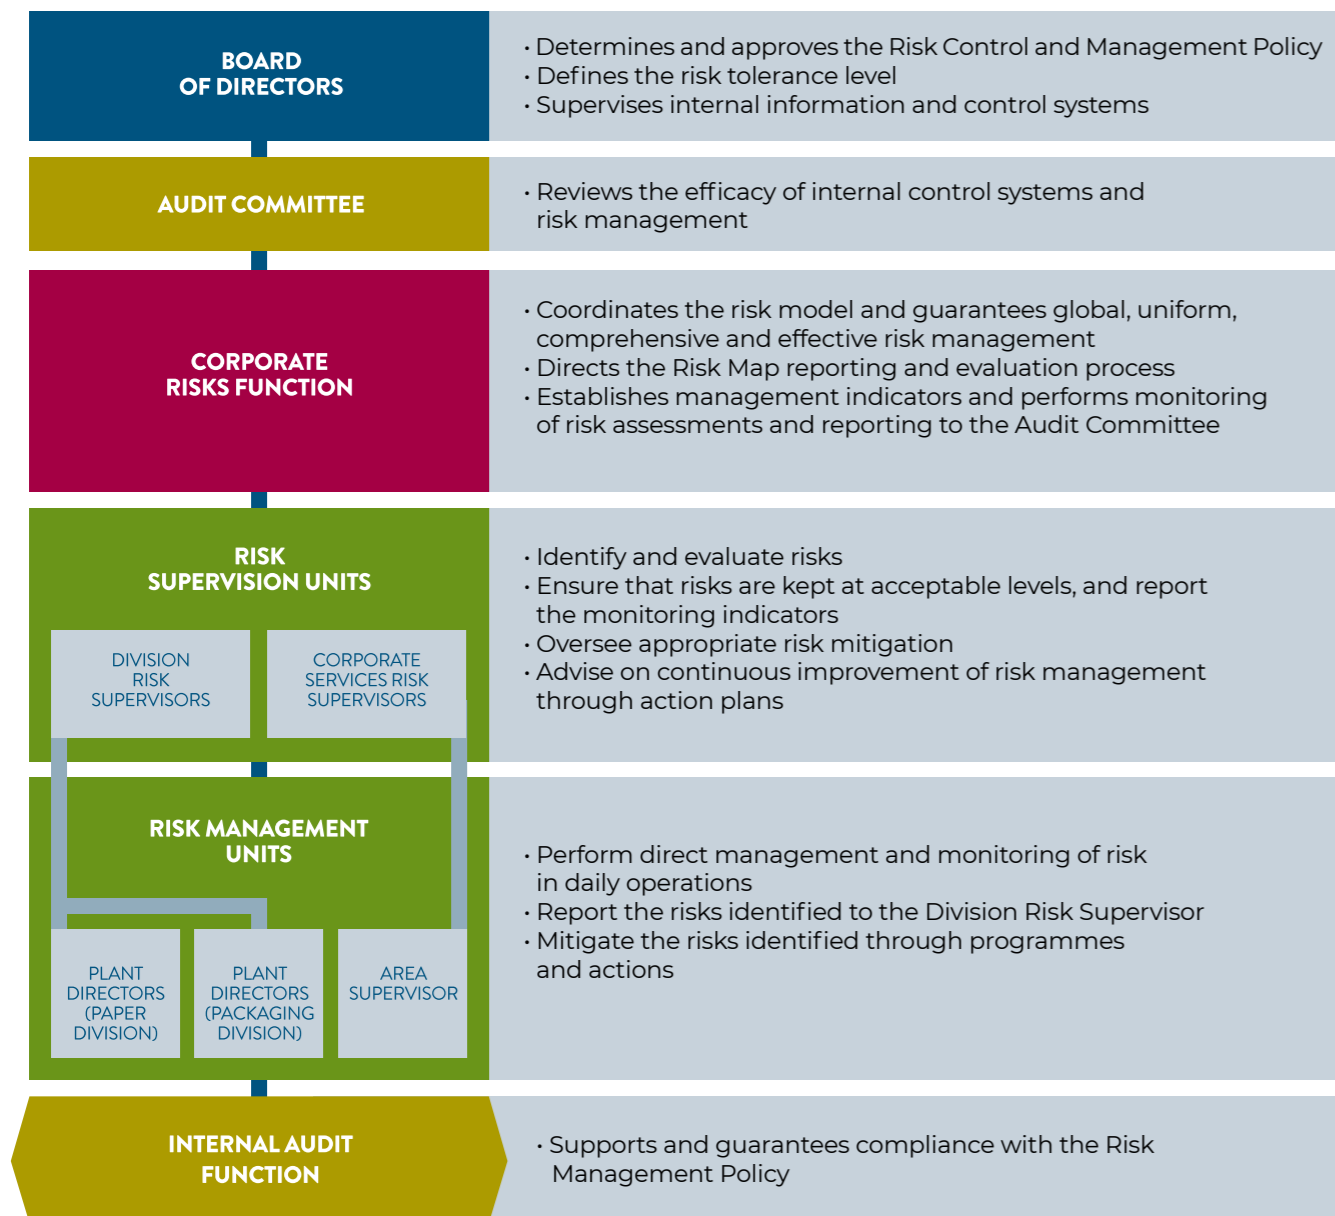 BOARD
OF DIRECTORS
· Determines and approves the Risk Control and Management Policy
· Defines the risk tolerance level
· Supervises internal information and control systems
AUDIT COMMITTEE
· Reviews the efficacy of internal control systems and
risk management
CORPORATE
RISKS FUNCTION
· Coordinates the risk model and guarantees global, uniform,
comprehensive and effective risk management
· Directs the Risk Map reporting and evaluation process
· Establishes management indicators and performs monitoring
of risk assessments and reporting to the Audit Committee
RISK
SUPERVISION UNITS
DIVISION
RISK
SUPERVISORS
CORPORATE
SERVICES RISK
SUPERVISORS
· Identify and evaluate risks
· Ensure that risks are kept at acceptable levels, and report
the monitoring indicators
· Oversee appropriate risk mitigation
· Advise on continuous improvement of risk management
through action plans
RISK MANAGEMENT
UNITS
PLANT
DIRECTORS
(PAPER
DIVISION)
PLANT
DIRECTORS
(PACKAGING
DIVISION)
AREA
SUPERVISOR
· Perform direct management and monitoring of risk
in daily operations
· Report the risks identified to the Division Risk Supervisor
· Mitigate the risks identified through programmes
and actions
INTERNAL AUDIT
FUNCTION
· Supports and guarantees compliance with the Risk
Management Policy